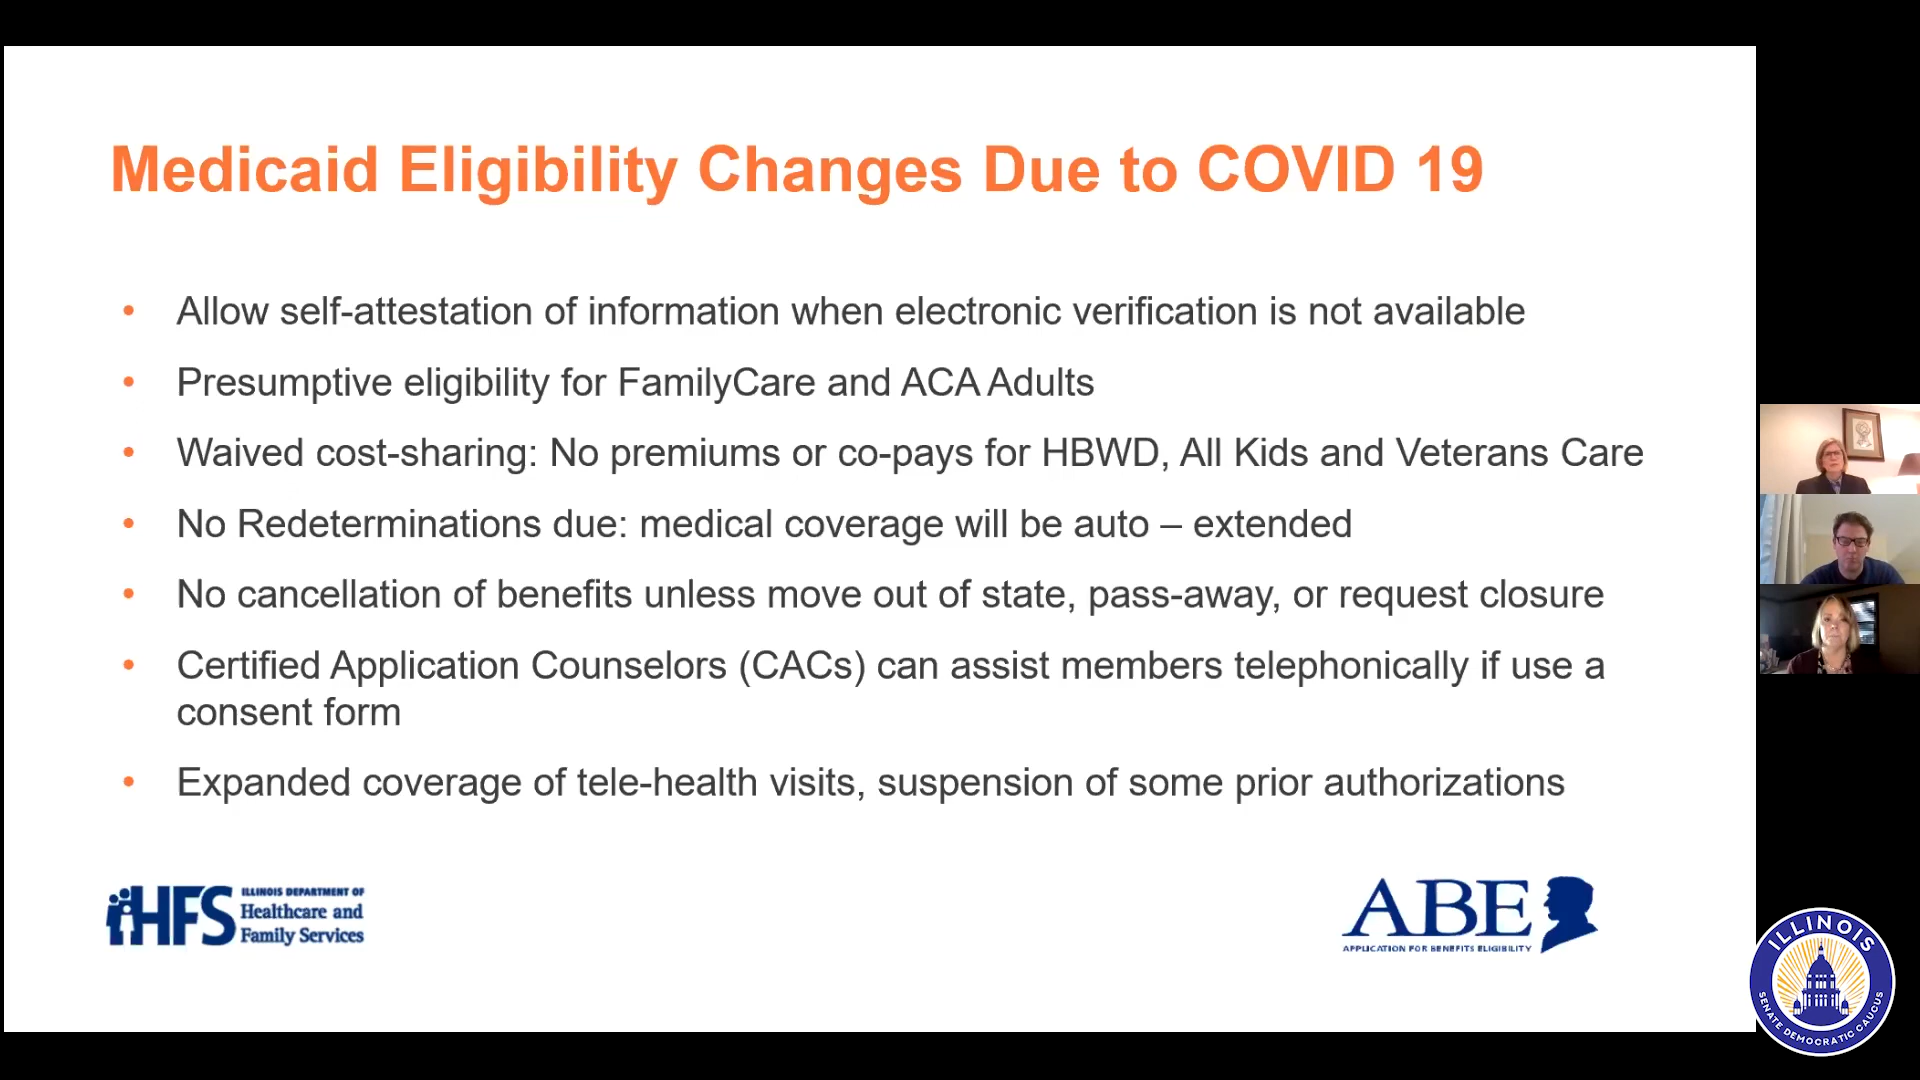 Medicaid Eligibility Changes Due to COVID 19
• Allow self-attestation of information when electronic verification is not available
• Presumptive eligibility for FamilyCare and ACA Adults
• Waived cost-sharing: No premiums or co-pays for HBWD, All Kids and Veterans Care
• No Redeterminations due: medical coverage will be auto – extended
• No cancellation of benefits unless move out of state, pass-away, or request closure
• Certified Application Counselors (CACs) can assist members telephonically if use a
consent form
• Expanded coverage of tele-health visits, suspension of some prior authorizations
HFS
ILLINOIS DEPARTMENT OF
Healthcare and
Family Services
ABE
APPLICATION FOR BENEFITS ELIGIBILITY
ILLINOIS
SENATE DEMOCRATIC CAUCUS